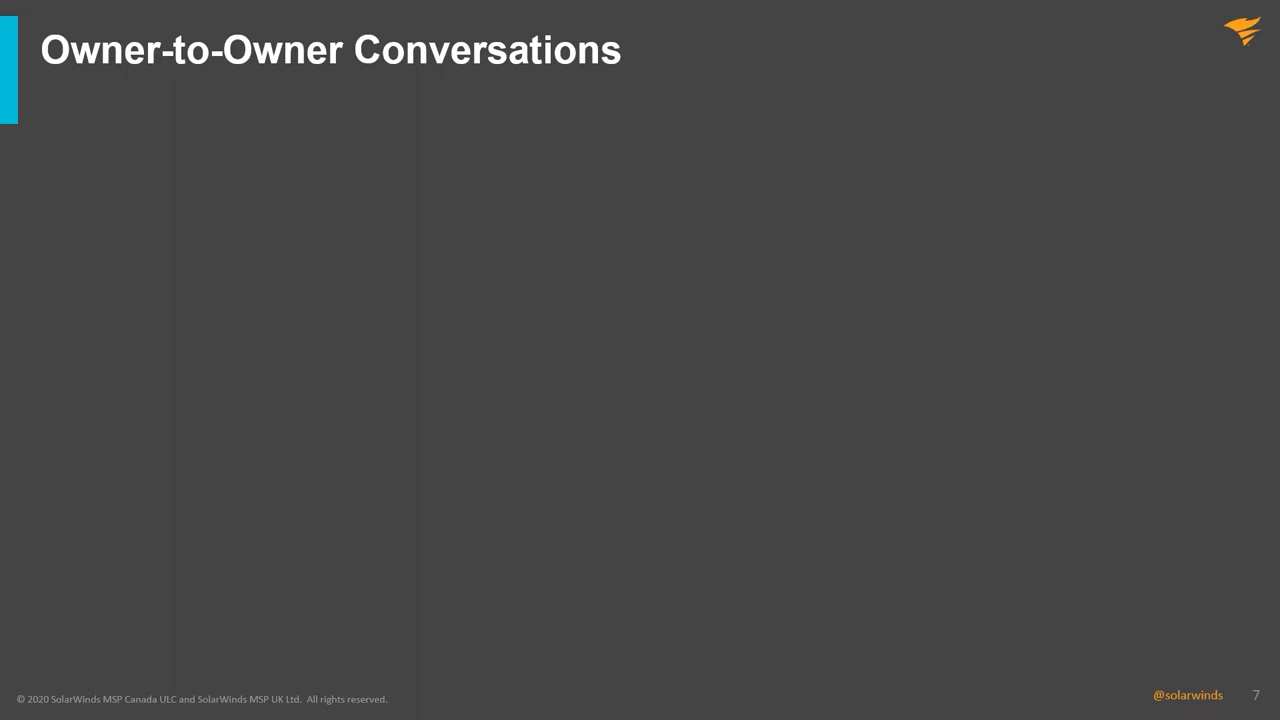 Owner-to-Owner Conversations
© 2020 SolarWinds MSP Canada ULC and SolarWinds MSP UK Ltd. All rights reserved.
@solarwinds
7